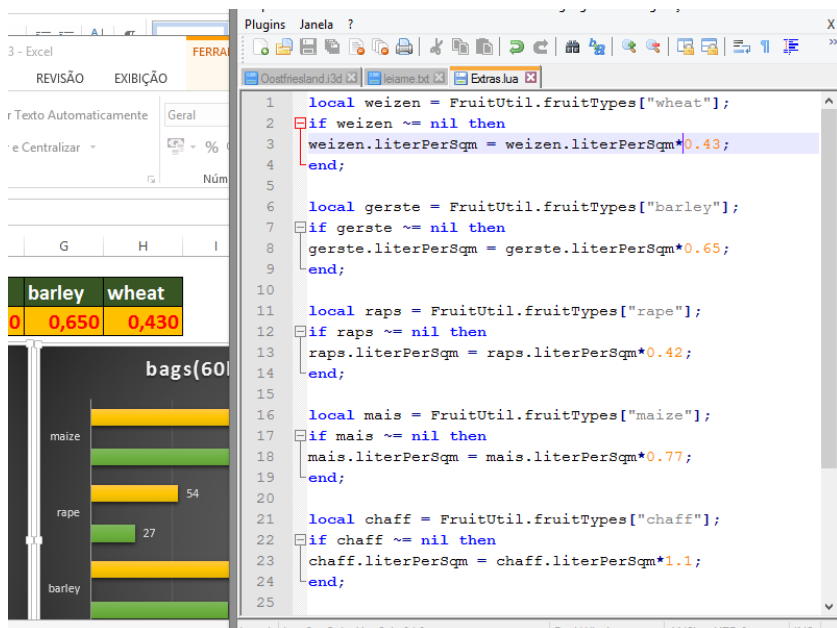 Plugins Janela ? X
3 - Excel
FERRA
REVISÃO EXIBIÇÃO
r Texto Automaticamente Geral
r e Centralizar %
Núm
Oostfriesland.i3d leiame.txt Extras.lua
1 local weizen = FruitUtil.fruitTypes["wheat"];
2 if weizen ~= nil then
3 weizen.literPerSqm = weizen.literPerSqm*0.43;
4 end;
5
6 local gerste = FruitUtil.fruitTypes["barley"];
7 if gerste ~= nil then
8 gerste.literPerSqm = gerste.literPerSqm*0.65;
9 end;
10
11 local raps = FruitUtil.fruitTypes["rape"];
12 if raps ~= nil then
13 raps.literPerSqm = raps.literPerSqm*0.42;
14 end;
15
16 local mais = FruitUtil.fruitTypes["maize"];
17 if mais ~= nil then
18 mais.literPerSqm = mais.literPerSqm*0.77;
19 end;
20
21 local chaff = FruitUtil.fruitTypes["chaff"];
22 if chaff ~= nil then
23 chaff.literPerSqm = chaff.literPerSqm*1.1;
24 end;
25
G H I
barley wheat
0 0,650 0,430
bags(60
maize
54
rape
27
barley